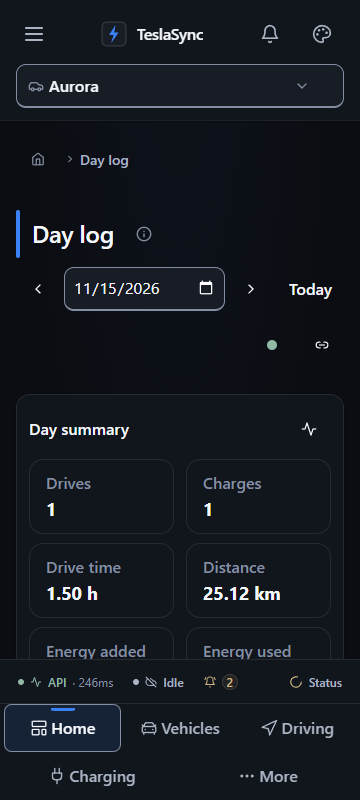 TeslaSync
Aurora
Day log
Day log
11/15/2026
Today
Day summary
Drives
1
Charges
1
Drive time
1.50 h
Distance
25.12 km
Energy added
Energy used
API · 246ms
Idle
2
Status
Home
Vehicles
Driving
Charging
More